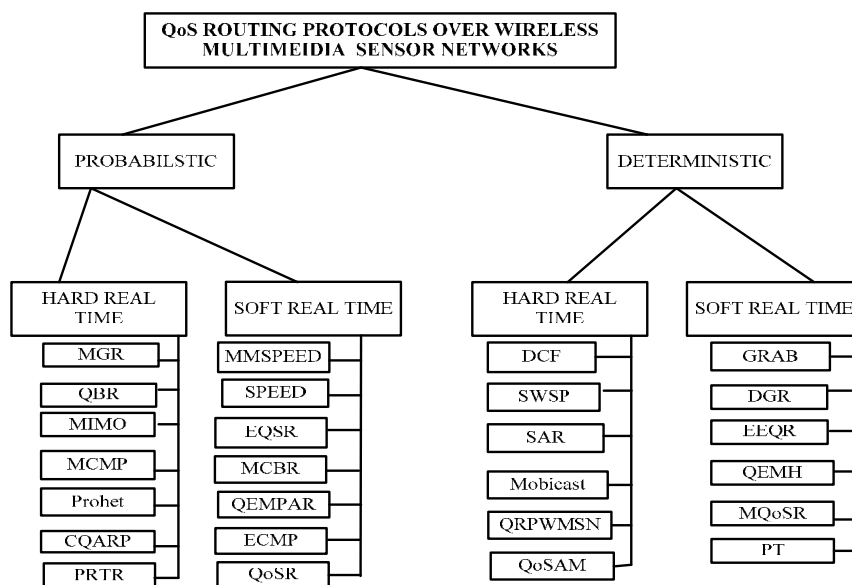 QoS ROUTING PROTOCOLS OVER WIRELESS
MULTIMEIDIA SENSOR NETWORKS
PROBABILSTIC
DETERMINISTIC
HARD REAL
TIME
SOFT REAL TIME
HARD REAL
TIME
SOFT REAL TIME
MGR
QBR
MIMO
MCMP
Prohet
CQARP
PRTR
MMSPEED
SPEED
EQSR
MCBR
QEMPAR
ECMP
QoSR
DCF
SWSP
SAR
Mobicast
QRPWMSN
QoSAM
GRAB
DGR
EEQR
QEMH
MQoSR
PT